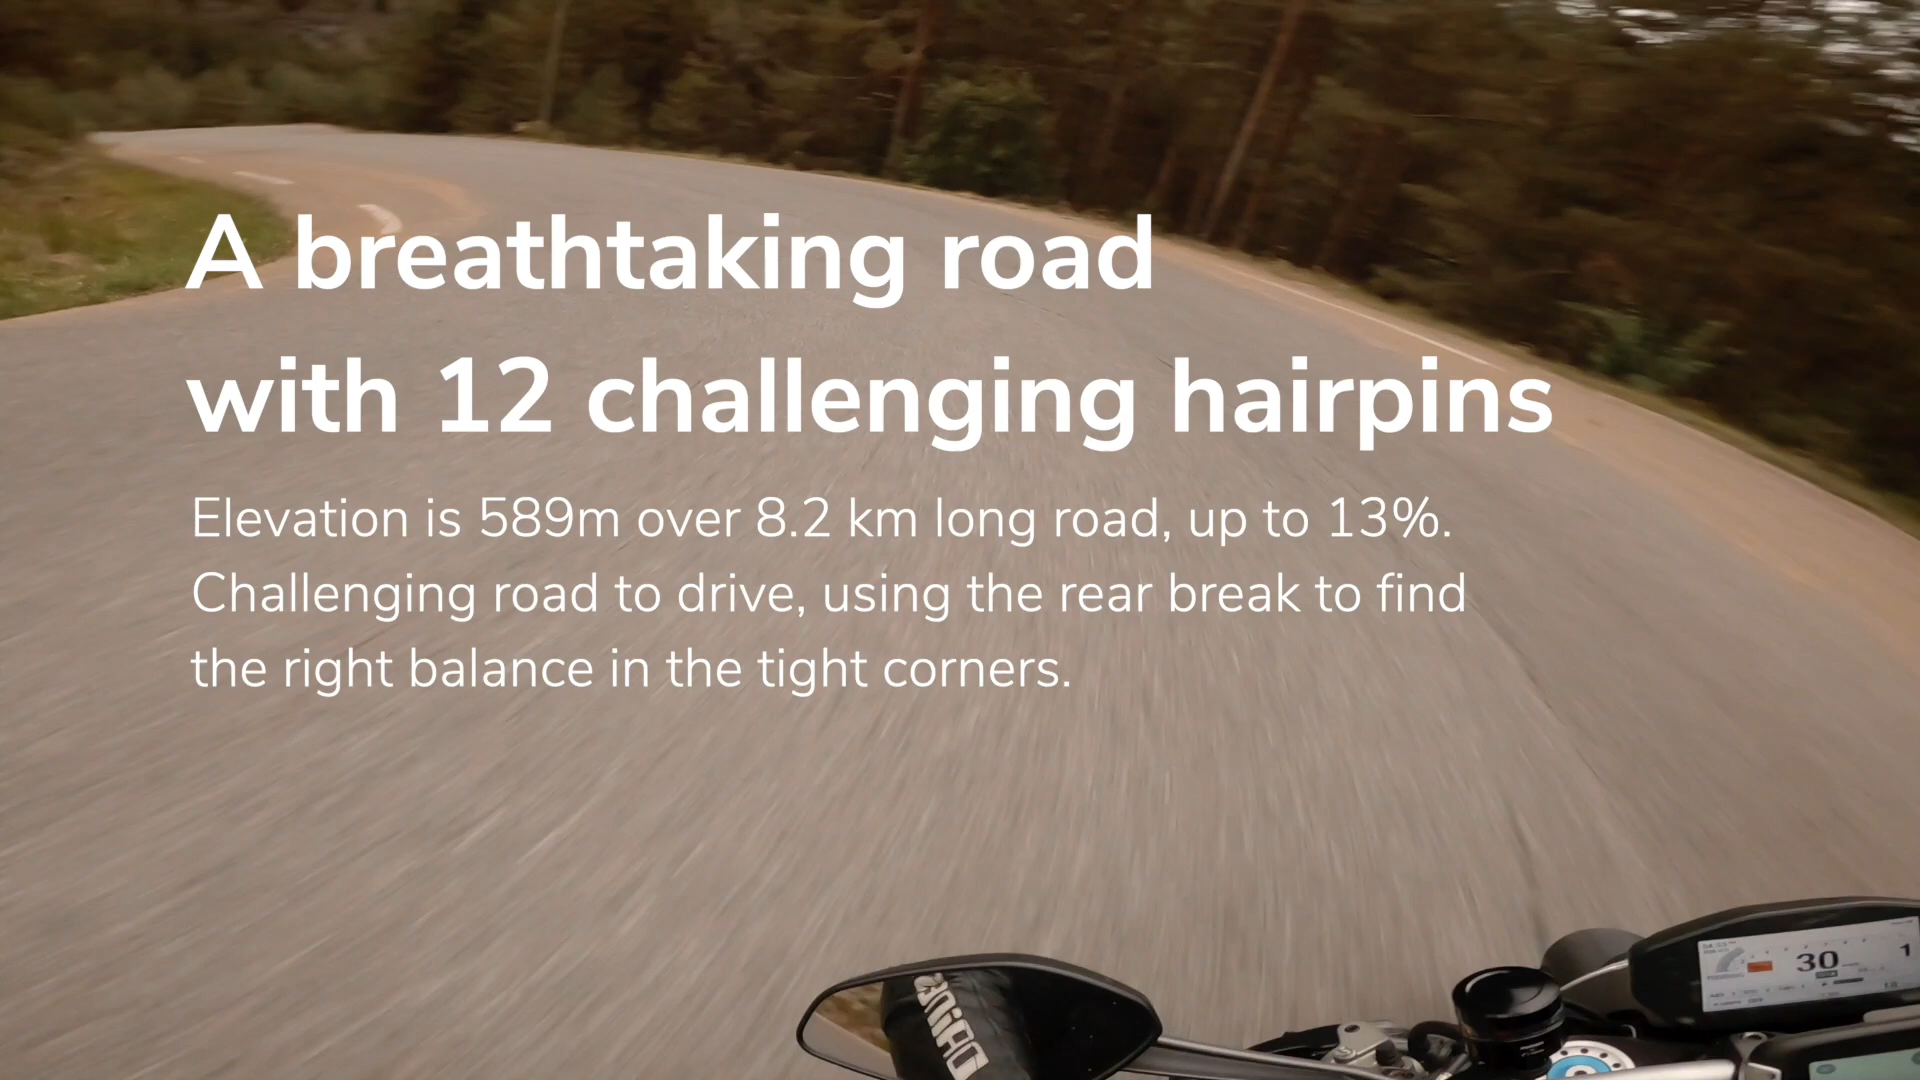 A breathtaking road
with 12 challenging hairpins
Elevation is 589m over 8.2 km long road, up to 13%.
Challenging road to drive, using the rear break to find
the right balance in the tight corners.
30
1